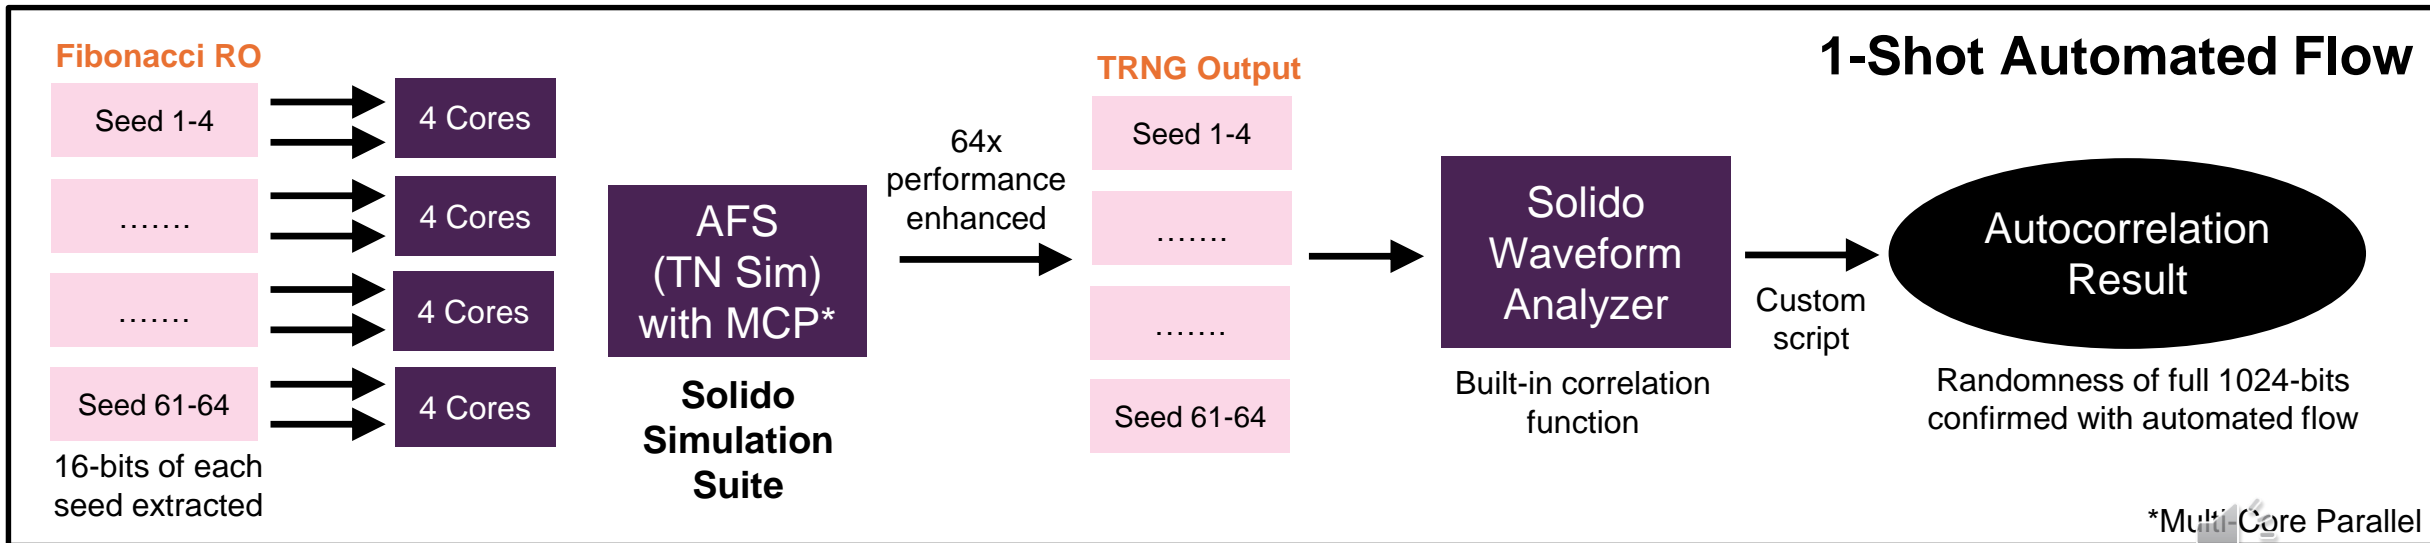 1-Shot Automated Flow
Fibonacci RO
Seed 1-4
.......
.......
Seed 61-64
16-bits of each
seed extracted
4 Cores
4 Cores
4 Cores
4 Cores
AFS
(TN Sim)
with MCP*
Solido
Simulation
Suite
64x
performance
enhanced
TRNG Output
Seed 1-4
.......
.......
Seed 61-64
Solido
Waveform
Analyzer
Built-in correlation
function
Custom
script
Autocorrelation
Result
Randomness of full 1024-bits
confirmed with automated flow
*Multi-Core Parallel